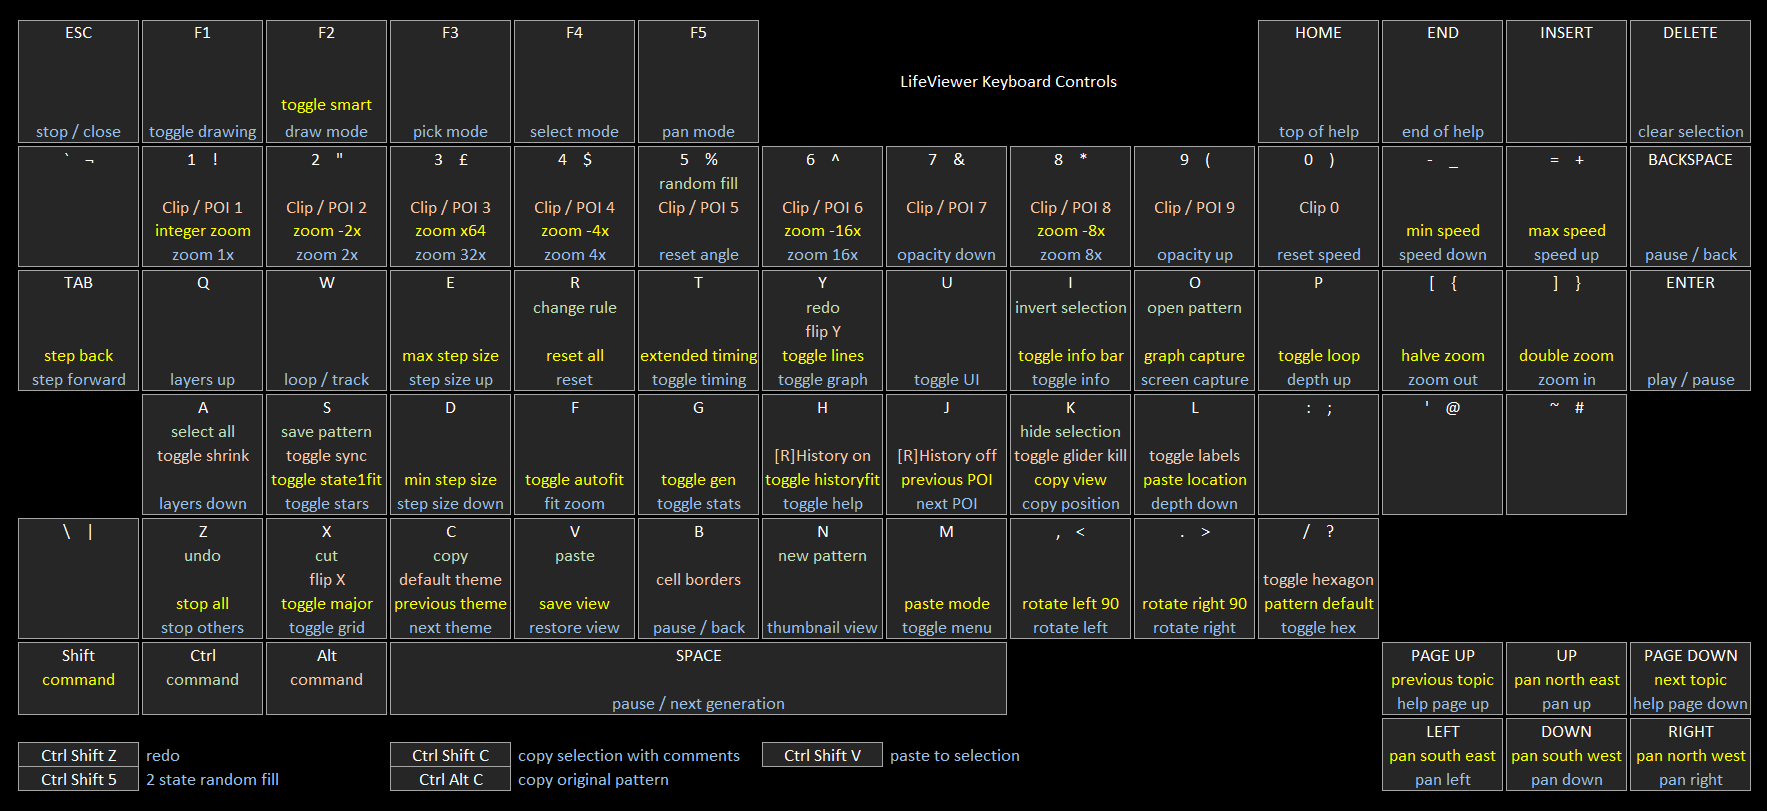 ESC F1 F2 F3 F4 F5 HOME END INSERT DELETE
LifeViewer Keyboard Controls
toggle smart
stop / close toggle drawing draw mode pick mode select mode pan mode top of help end of help clear selection
` ¬ 1 ! 2 " 3 £ 4 $ 5 % 6 ^ 7 & 8 * 9 ( 0 ) - _ = + BACKSPACE
random fill
Clip / POI 1 Clip / POI 2 Clip / POI 3 Clip / POI 4 Clip / POI 5 Clip / POI 6 Clip / POI 7 Clip / POI 8 Clip / POI 9 Clip 0
integer zoom zoom -2x zoom x64 zoom -4x zoom -16x zoom -8x min speed max speed
zoom 1x zoom 2x zoom 32x zoom 4x reset angle zoom 16x opacity down zoom 8x opacity up reset speed speed down speed up pause / back
TAB Q W E R T Y U I O P [ { ] } ENTER
change rule redo invert selection open pattern
flip Y
step back max step size reset all extended timing toggle lines toggle info bar graph capture toggle loop halve zoom double zoom
step forward layers up loop / track step size up reset toggle timing toggle graph toggle UI toggle info screen capture depth up zoom out zoom in play / pause
A S D F G H J K L : ; ' @ ~ #
select all save pattern hide selection
toggle shrink toggle sync [R]History on [R]History off toggle glider kill toggle labels
toggle state1fit min step size toggle autofit toggle gen toggle historyfit previous POI copy view paste location
layers down toggle stars step size down fit zoom toggle stats toggle help next POI copy position depth down
\ | Z X C V B N M , < . > / ?
undo cut copy paste new pattern
flip X default theme cell borders toggle hexagon
stop all toggle major previous theme save view paste mode rotate left 90 rotate right 90 pattern default
stop others toggle grid next theme restore view pause / back thumbnail view toggle menu rotate left rotate right toggle hex
Shift Ctrl Alt SPACE PAGE UP UP PAGE DOWN
command command command previous topic pan north east next topic
pause / next generation help page up pan up help page down
LEFT DOWN RIGHT
Ctrl Shift Z redo Ctrl Shift C copy selection with comments Ctrl Shift V paste to selection pan south east pan south west pan north west
Ctrl Shift 5 2 state random fill Ctrl Alt C copy original pattern pan left pan down pan right